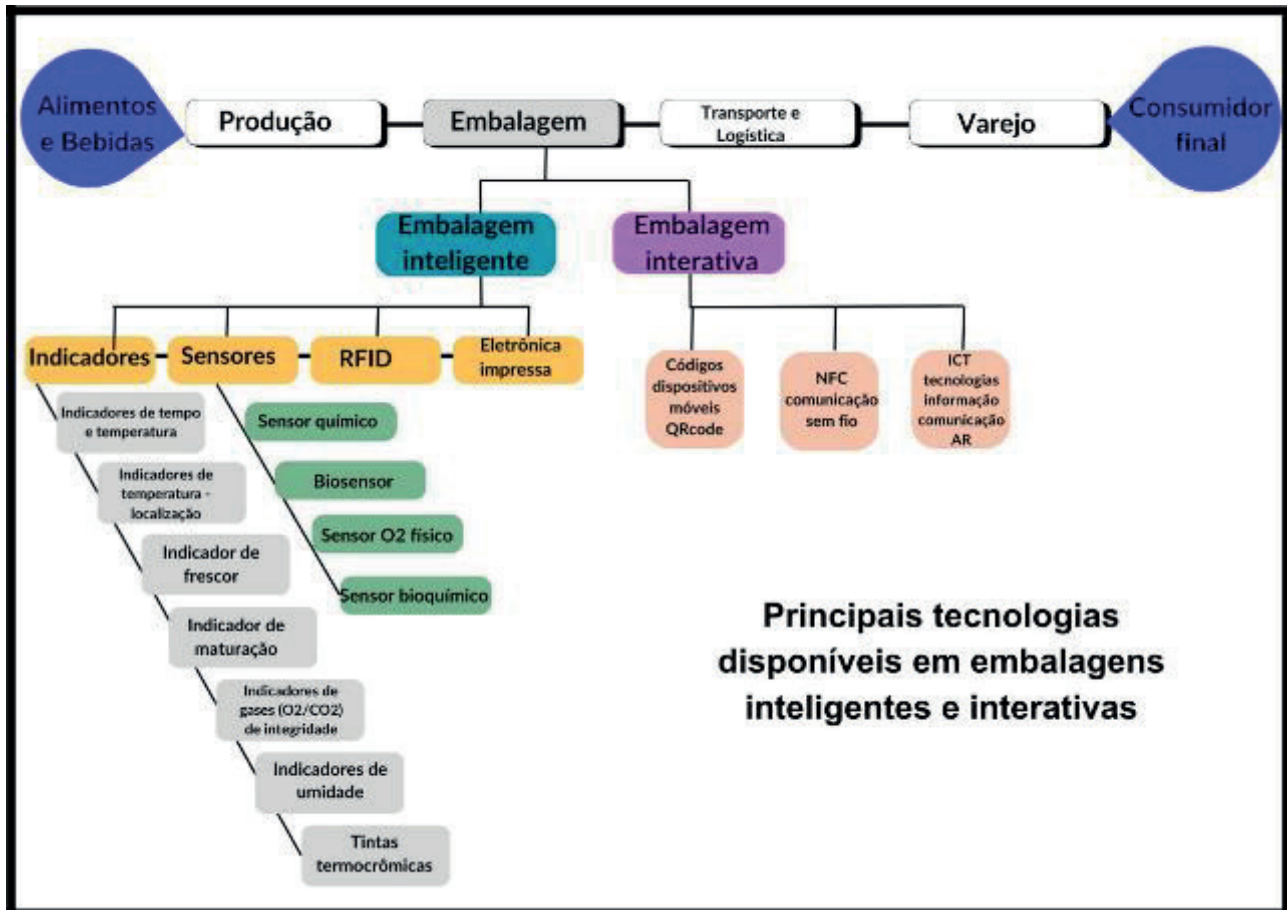 Alimentos
e Bebidas
Produção
Embalagem
Transporte e
Logística
Varejo
Consumidor
final
Embalagem
inteligente
Embalagem
interativa
Indicadores
Sensores
RFID
Eletrônica
impressa
Indicadores de tempo
e temperatura
Indicadores de
temperatura -
localização
Indicador de
frescor
Indicador de
maturação
Indicadores de
gases (O2/CO2)
de integridade
Indicadores de
umidade
Tintas
termocrômicas
Sensor químico
Biosensor
Sensor O2 físico
Sensor bioquímico
Códigos
dispositivos
móveis
QRcode
NFC
comunicação
sem fio
ICT
tecnologias
informação
comunicação
AR
Principais tecnologias
disponíveis em embalagens
inteligentes e interativas